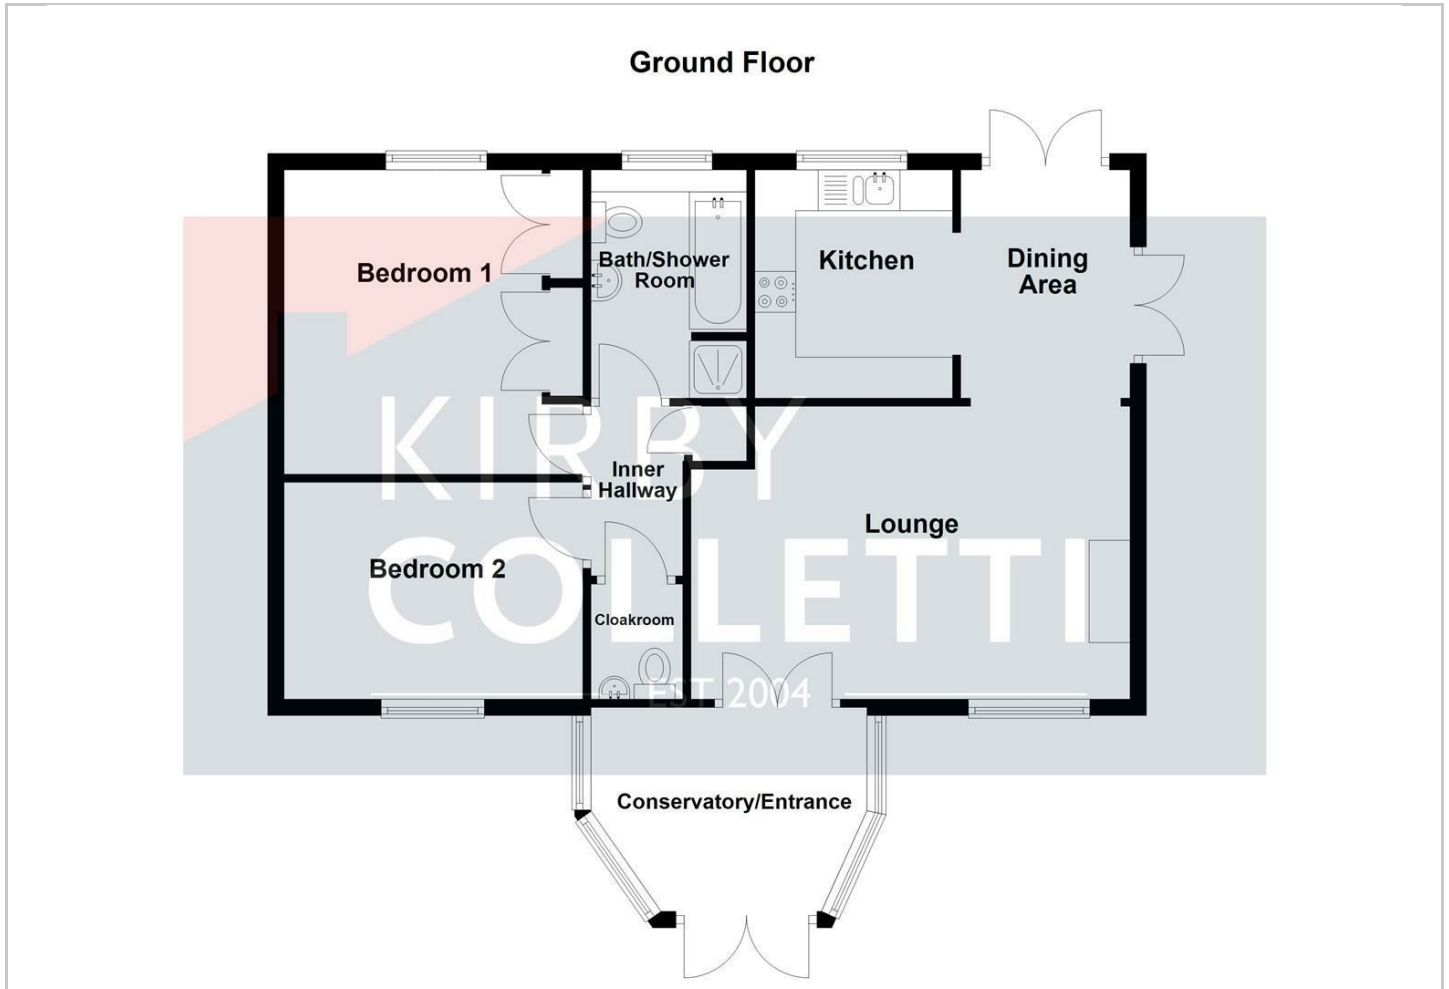 Ground Floor
Bedroom 1
Bath/Shower
Room
Kitchen
Dining
Area
KIRBY
Inner
Hallway
Lounge
Bedroom 2
COLLETTI
Cloakroom
EST 2004
Conservatory/Entrance